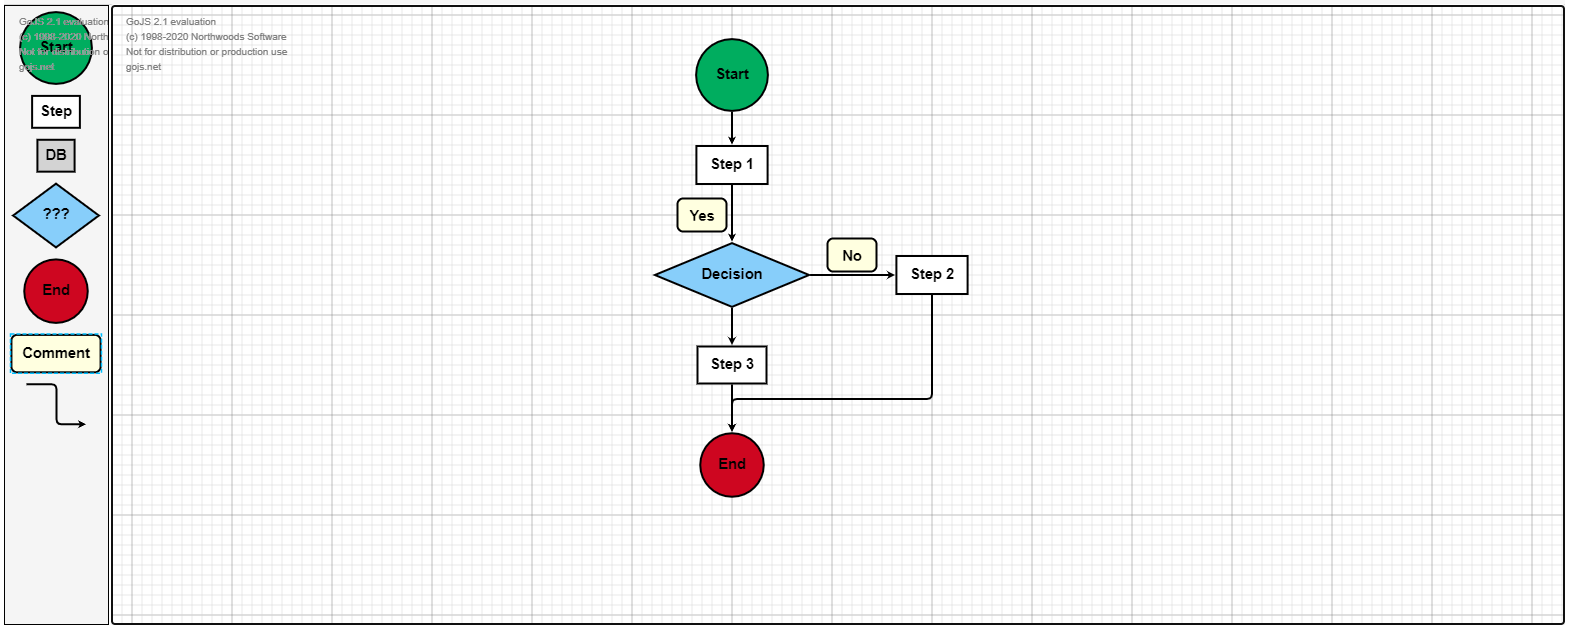 GoJS 2.1 evaluation
(c) 1998-2020 North
Not for distribution o
gojs.net
Start
Step
DB
???
End
Comment
GoJS 2.1 evaluation
(c) 1998-2020 Northwoods Software
Not for distribution or production use
gojs.net
Start
Step 1
Yes
No
Decision
Step 2
Step 3
End